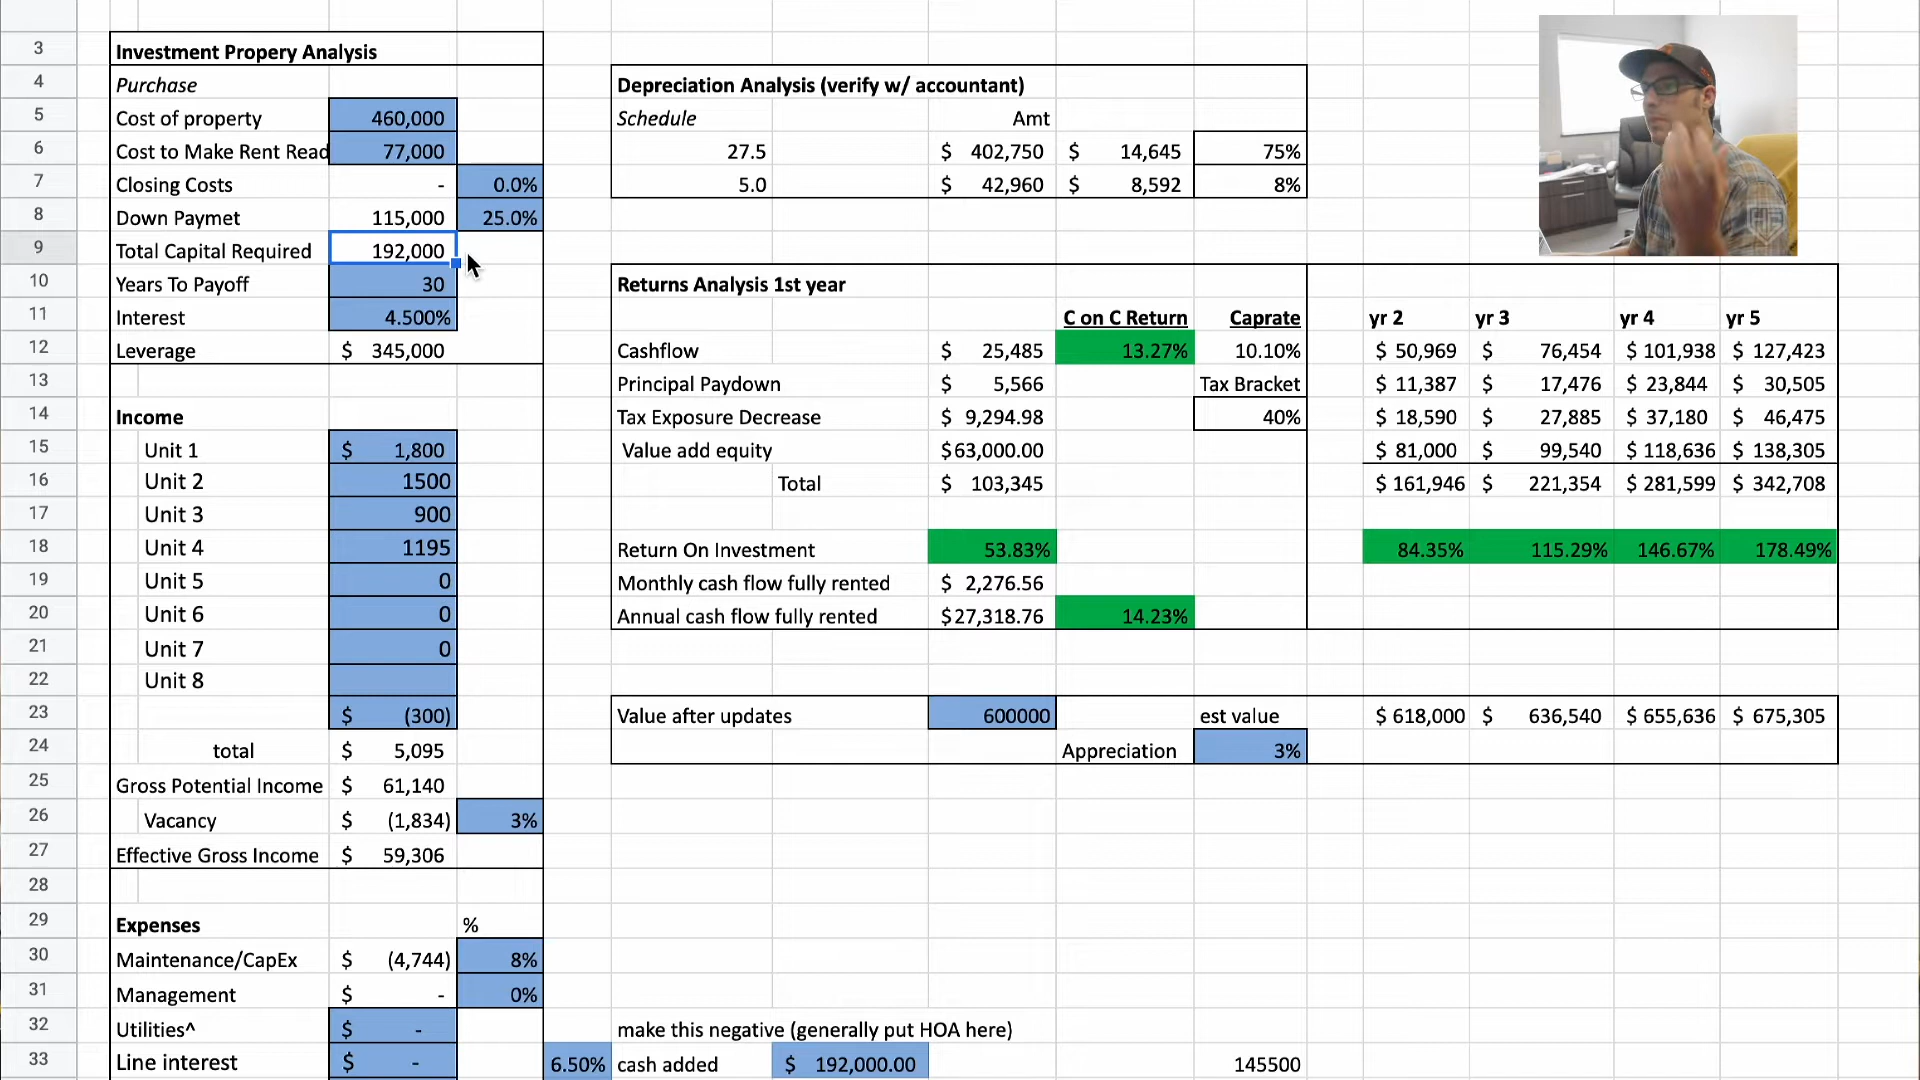 3 Investment Propery Analysis
4 Purchase Depreciation Analysis (verify w/ accountant)
5 Cost of property 460,000 Schedule Amt
6 Cost to Make Rent Read 77,000 27.5 $ 402,750 $ 14,645 75%
7 Closing Costs - 0.0% 5.0 $ 42,960 $ 8,592 8%
8 Down Paymet 115,000 25.0%
9 Total Capital Required 192,000
10 Years To Payoff 30 Returns Analysis 1st year
11 Interest 4.500% C on C Return Caprate yr 2 yr 3 yr 4 yr 5
12 Leverage $ 345,000 Cashflow $ 25,485 13.27% 10.10% $ 50,969 $ 76,454 $ 101,938 $ 127,423
13 Principal Paydown $ 5,566 Tax Bracket $ 11,387 $ 17,476 $ 23,844 $ 30,505
14 Income Tax Exposure Decrease $ 9,294.98 40% $ 18,590 $ 27,885 $ 37,180 $ 46,475
15 Unit 1 $ 1,800 Value add equity $63,000.00 $ 81,000 $ 99,540 $ 118,636 $ 138,305
16 Unit 2 1500 Total $ 103,345 $ 161,946 $ 221,354 $ 281,599 $ 342,708
17 Unit 3 900
18 Unit 4 1195 Return On Investment 53.83% 84.35% 115.29% 146.67% 178.49%
19 Unit 5 0 Monthly cash flow fully rented $ 2,276.56
20 Unit 6 0 Annual cash flow fully rented $27,318.76 14.23%
21 Unit 7 0
22 Unit 8
23 $ (300) Value after updates 600000 est value $ 618,000 $ 636,540 $ 655,636 $ 675,305
24 total $ 5,095 Appreciation 3%
25 Gross Potential Income $ 61,140
26 Vacancy $ (1,834) 3%
27 Effective Gross Income $ 59,306
28
29 Expenses %
30 Maintenance/CapEx $ (4,744) 8%
31 Management $ - 0%
32 Utilities^ $ - make this negative (generally put HOA here)
33 Line interest $ - 6.50% cash added $ 192,000.00 145500